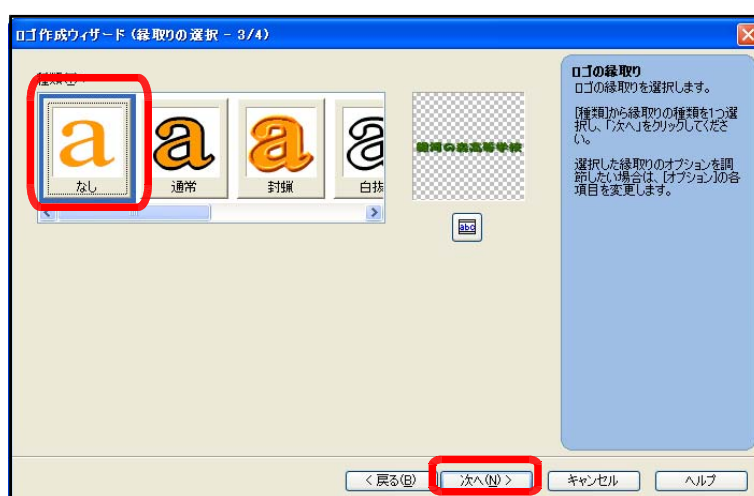 ロゴ作成ウィザード (縁取りの選択 - 3/4)
a
なし
a
通常
a
封蝋
a
白抜
abc
ロゴの縁取り
ロゴの縁取りを選択します。
[種類]から縁取りの種類を1つ選
択し、「次へ」をクリックしてくださ
い。
選択した縁取りのオプションを調
節したい場合は、[オプション]の各
項目を変更します。
< 戻る(B)
次へ(N) >
キャンセル
ヘルプ